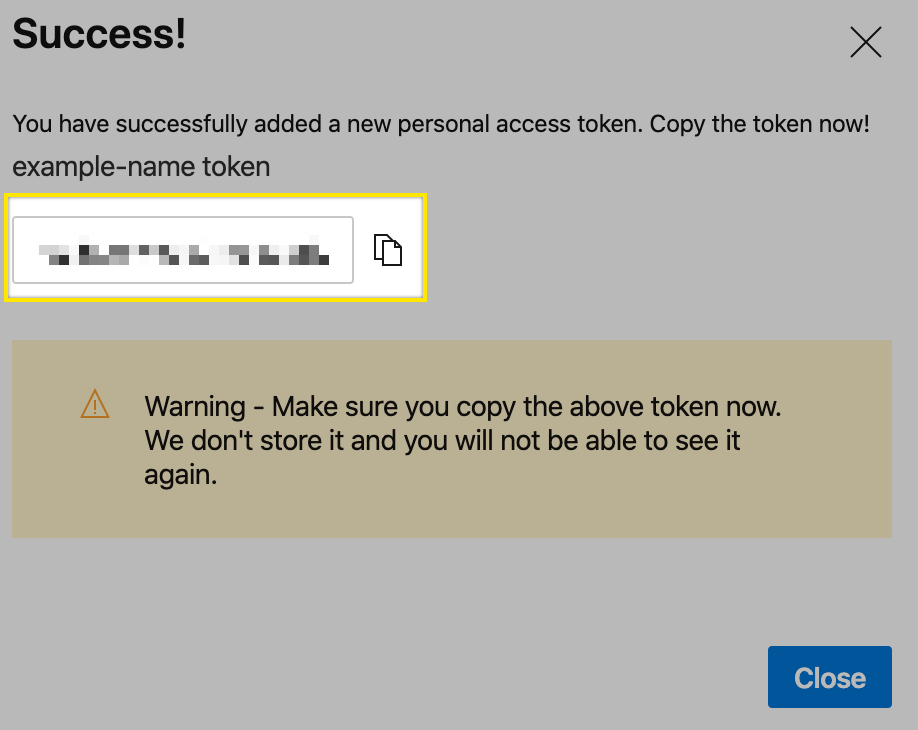 Success!
You have successfully added a new personal access token. Copy the token now!
example-name token
Warning - Make sure you copy the above token now.
We don't store it and you will not be able to see it
again.
Close